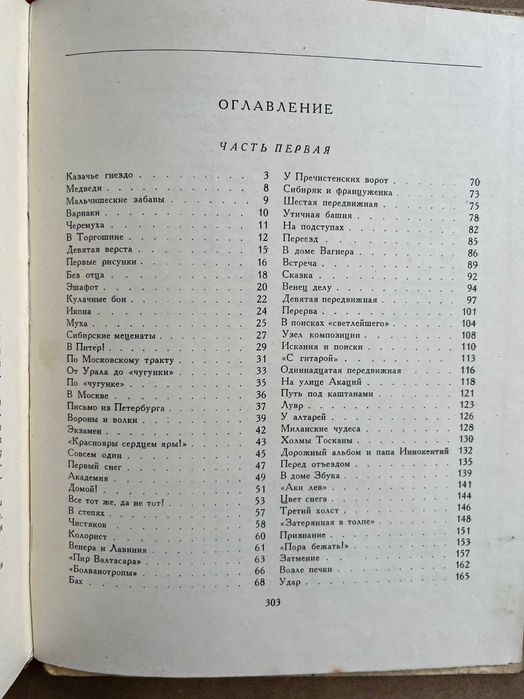 ОГЛАВЛЕНИЕ
ЧАСТЬ ПЕРВАЯ
Казачье гнездо . . . . . . . . 3
Медведи . . . . . . . . 8
Мальчишеские забавы . . . . . . . . 9
Варнаки . . . . . . . . 10
Черемуха . . . . . . . . 11
В Торгошине . . . . . . . . 12
Девятая верста . . . . . . . . 15
Первые рисунки . . . . . . . . 16
Без отца . . . . . . . . 18
Эшафот . . . . . . . . 20
Кулачные бои . . . . . . . . 22
Икона . . . . . . . . 24
Муха . . . . . . . . 25
Сибирские меценаты . . . . . . . . 27
В Питер! . . . . . . . . 29
По Московскому тракту . . . . . . . . 31
От Урала до «чугунки» . . . . . . . . 33
По «чугунке» . . . . . . . . 35
В Москве . . . . . . . . 36
Письмо из Петербурга . . . . . . . . 37
Вороны и волки . . . . . . . . 39
Экзамен . . . . . . . . 42
«Краснояры сердцем яры!» . . . . . . . . 43
Совсем один . . . . . . . . 45
Первый снег . . . . . . . . 47
Академия . . . . . . . . 49
Домой! . . . . . . . . 51
Все тот же, да не тот! . . . . . . . . 53
В степях . . . . . . . . 57
Чистяков . . . . . . . . 58
Колорист . . . . . . . . 60
Венера и Лавиния . . . . . . . . 61
«Пир Валтасара» . . . . . . . . 63
«Болванотропы» . . . . . . . . 66
Бах . . . . . . . . 68
У Пречистенских ворот . . . . . . . . 70
Сибиряк и француженка . . . . . . . . 73
Шестая передвижная . . . . . . . . 75
Утичная башня . . . . . . . . 78
На подступах . . . . . . . . 82
Переезд . . . . . . . . 85
В доме Вагнера . . . . . . . . 86
Встреча . . . . . . . . 89
Сказка . . . . . . . . 92
Венец делу . . . . . . . . 94
Девятая передвижная . . . . . . . . 97
Перерва . . . . . . . . 101
В поисках «светлейшего» . . . . . . . . 104
Узел композиции . . . . . . . . 108
Искания и поиски . . . . . . . . 110
«С гитарой» . . . . . . . . 113
Одиннадцатая передвижная . . . . . . . . 116
На улице Акаций . . . . . . . . 118
Путь под каштанами . . . . . . . . 121
Лувр . . . . . . . . 123
У алтарей . . . . . . . . 126
Миланские чудеса . . . . . . . . 128
Холмы Тосканы . . . . . . . . 130
Дорожный альбом и папа Иннокентий 132
Перед отъездом . . . . . . . . 135
В доме Збука . . . . . . . . 139
«Аки лев» . . . . . . . . 141
Цвет снега . . . . . . . . 144
Третий холст . . . . . . . . 146
«Затерянная в толпе» . . . . . . . . 148
Признание . . . . . . . . 151
«Пора бежать!» . . . . . . . . 153
Затмение . . . . . . . . 157
Возле печки . . . . . . . . 162
Удар . . . . . . . . 165
303